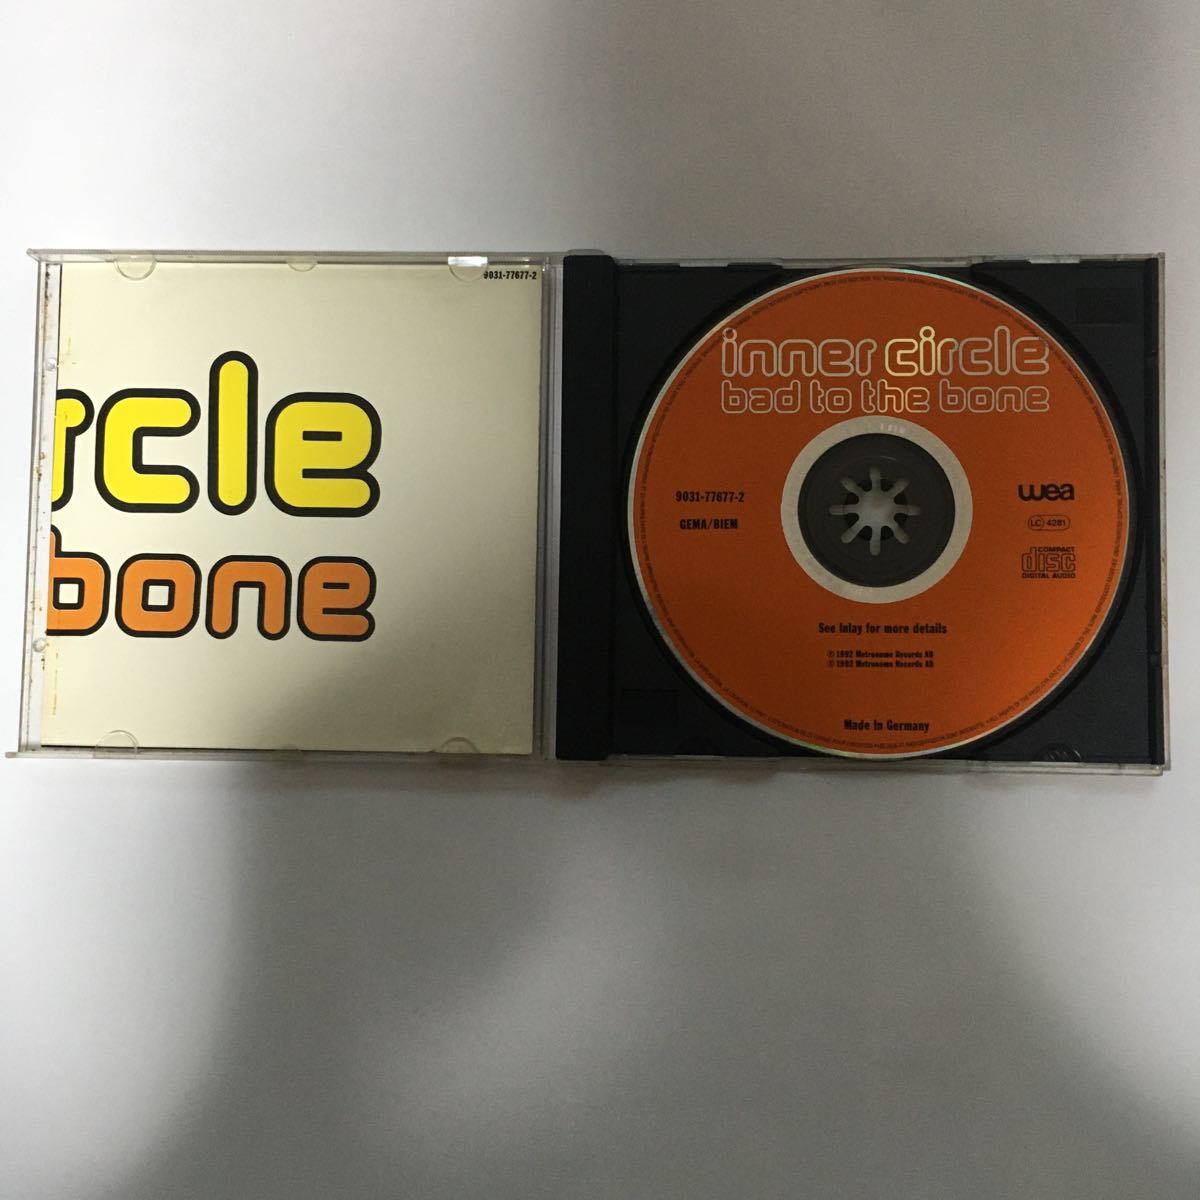 9031-77677-2
rcle
bone
inner circle
bad to the bone
9031-77677-2
GEMA/BIEM
wea
LC 4281
COMPACT
disc
DIGITAL AUDIO
See Inlay for more details
Ⓟ 1992 Metronome Records AB
© 1992 Metronome Records AB
Made In Germany